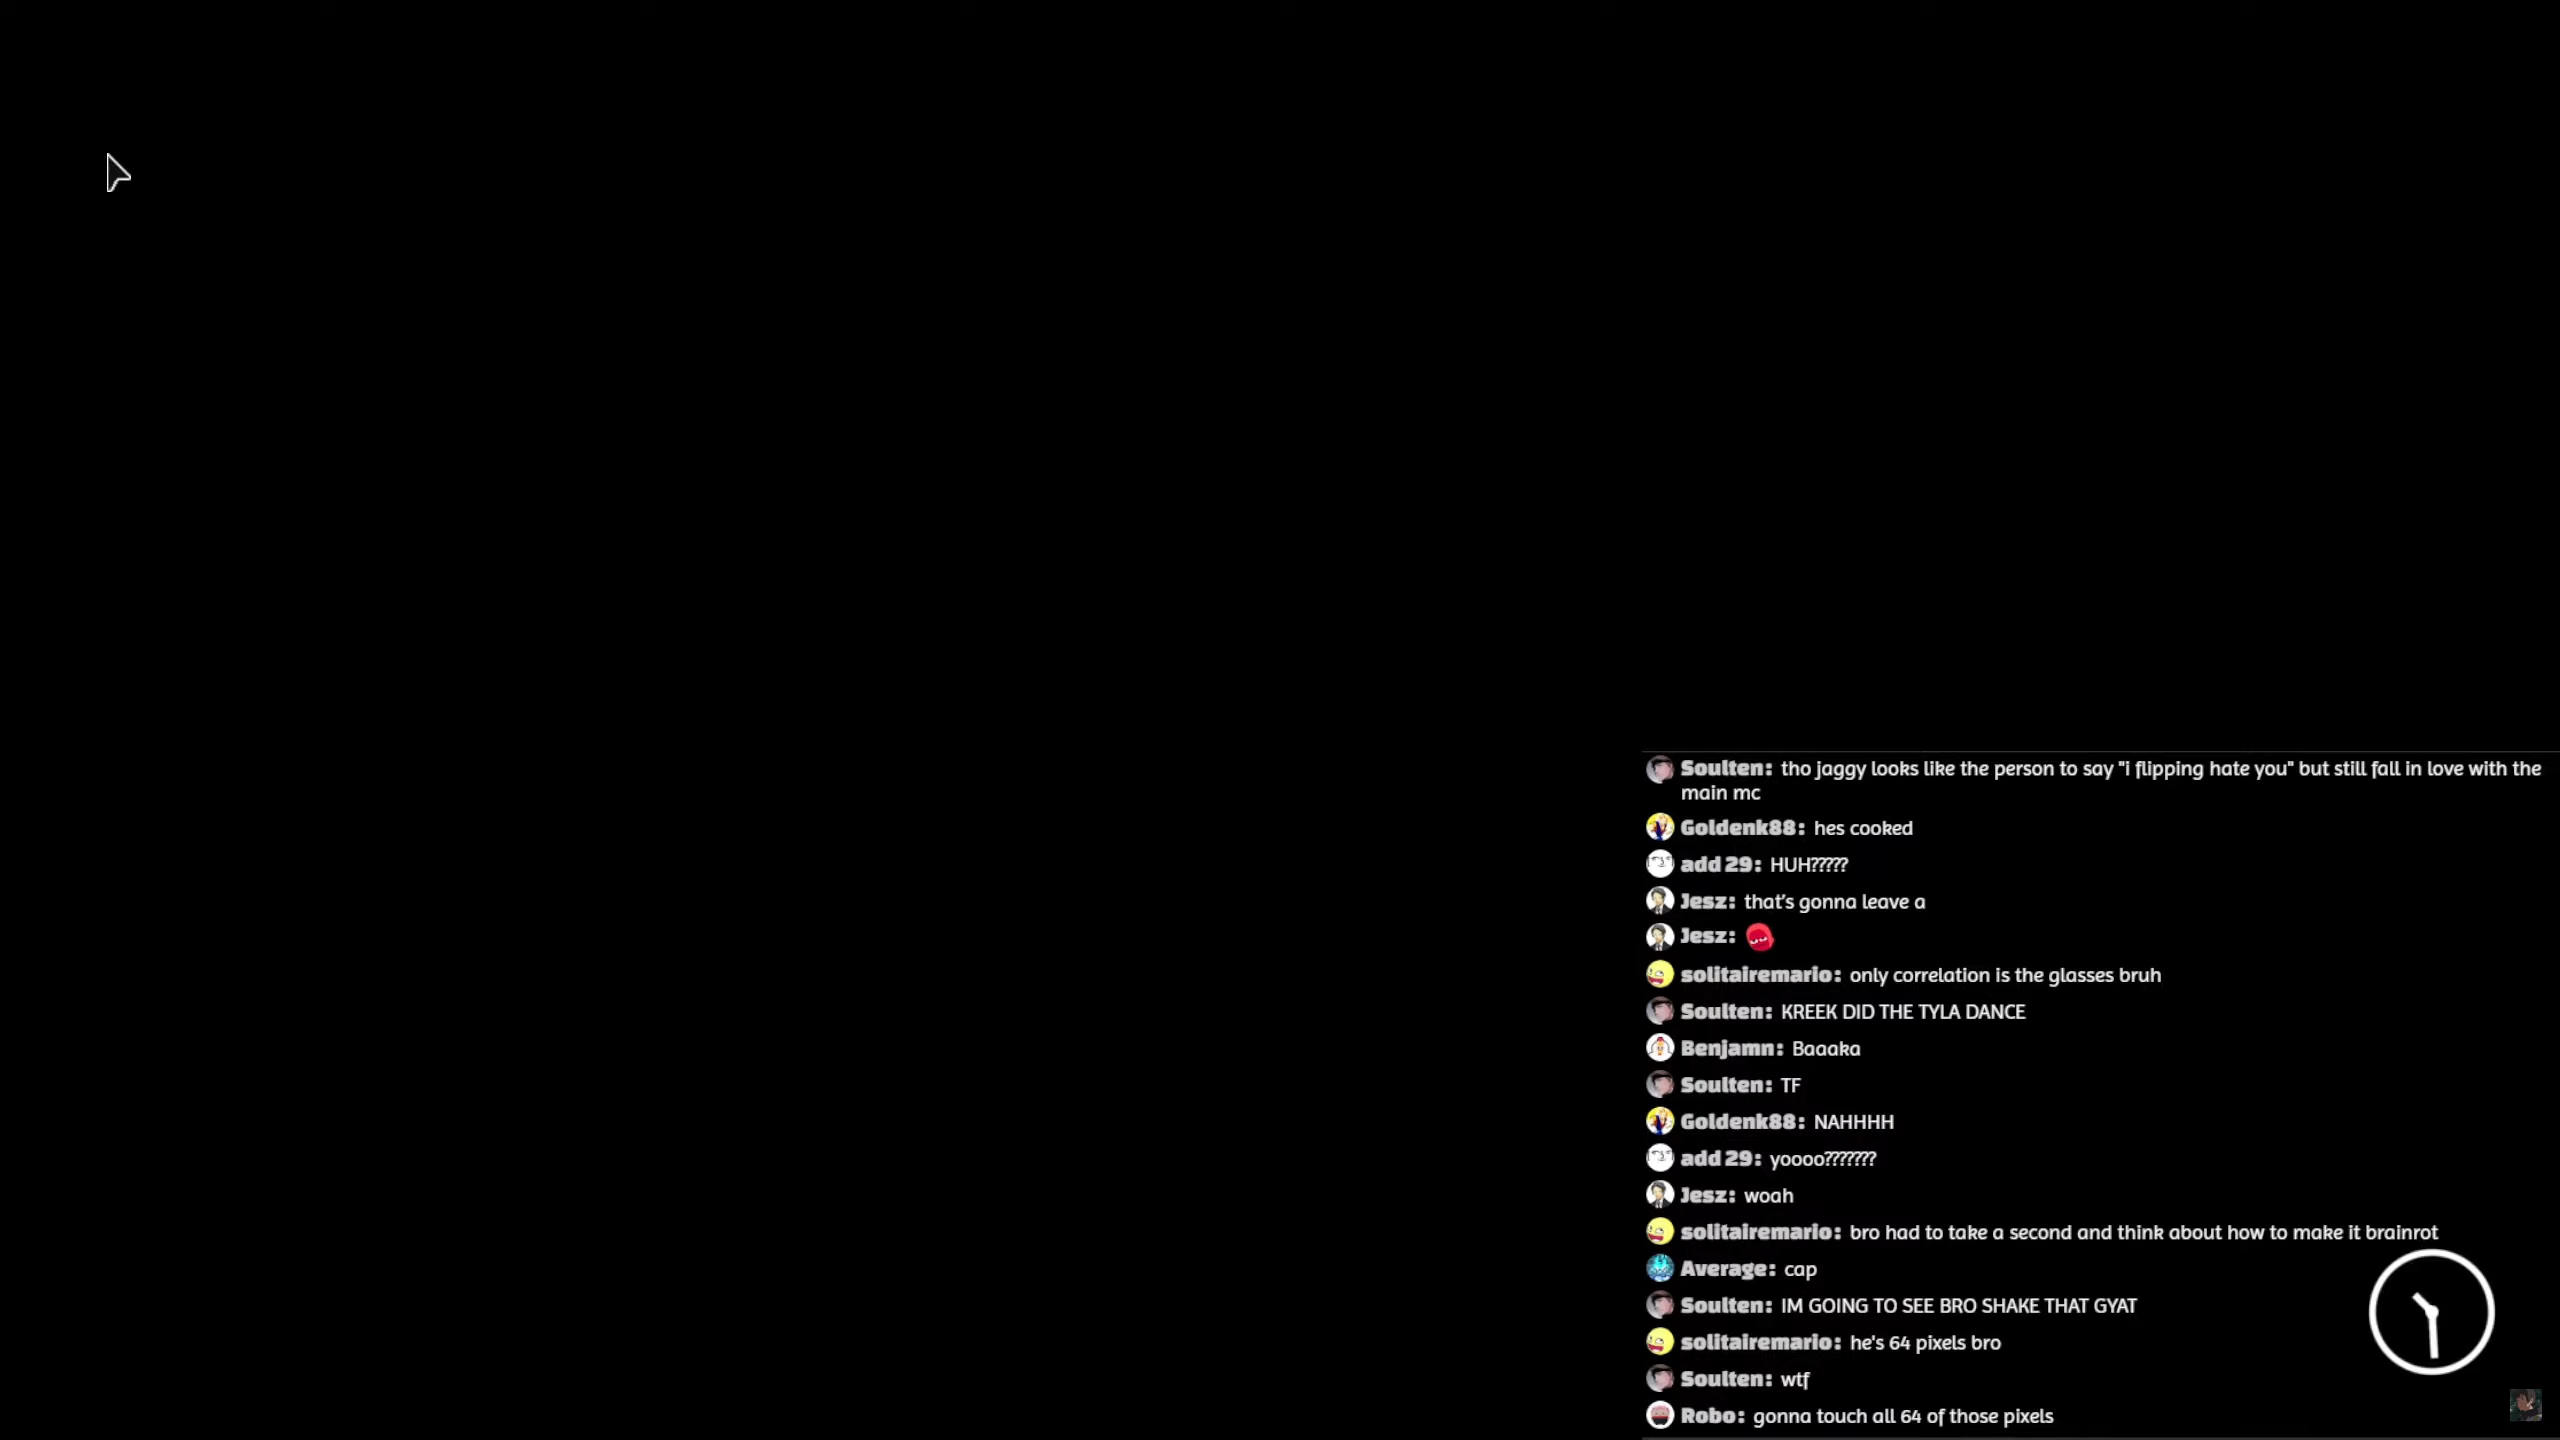 Soulten: tho jaggy looks like the person to say "i flipping hate you" but still fall in love with the
main mc
Goldenk88: hes cooked
add 29: HUH?????
Jesz: that's gonna leave a
Jesz:
solitairemario: only correlation is the glasses bruh
Soulten: KREEK DID THE TYLA DANCE
Benjamn: Baaaka
Soulten: TF
Goldenk88: NAHHHH
add 29: yoooo???????
Jesz: woah
solitairemario: bro had to take a second and think about how to make it brainrot
Average: cap
Soulten: IM GOING TO SEE BRO SHAKE THAT GYAT
solitairemario: he's 64 pixels bro
Soulten: wtf
Robo: gonna touch all 64 of those pixels